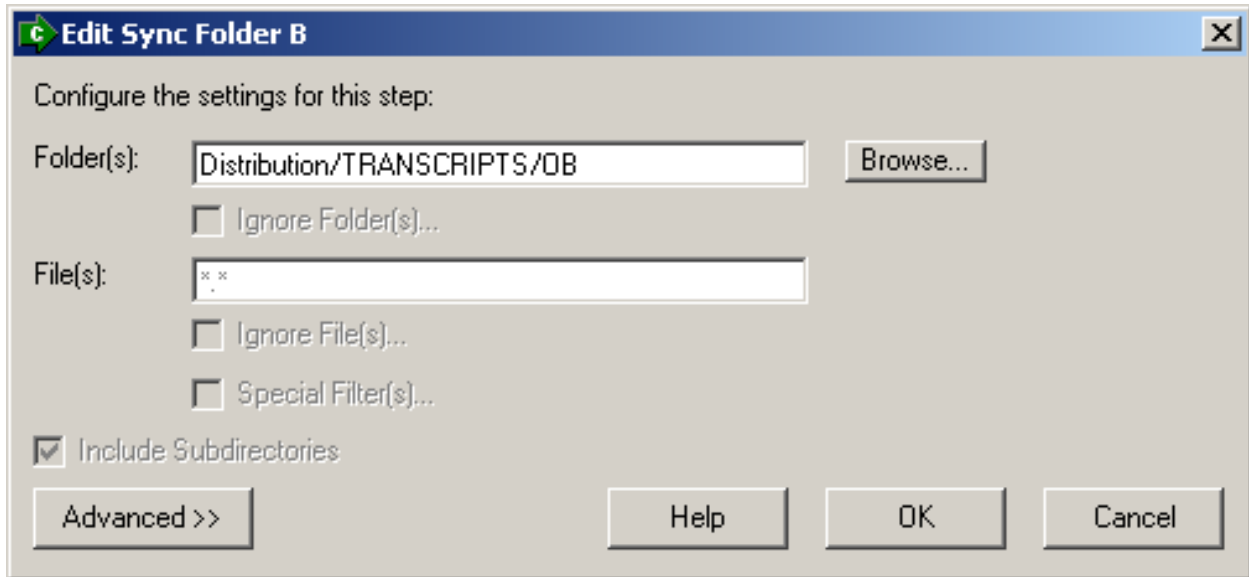 C Edit Sync Folder B
Configure the settings for this step:
Folder(s): Distribution/TRANSCRIPTS/OB Browse...
Ignore Folder(s)...
File(s): *.*
Ignore File(s)...
Special Filter(s)...
Include Subdirectories
Advanced >> Help OK Cancel